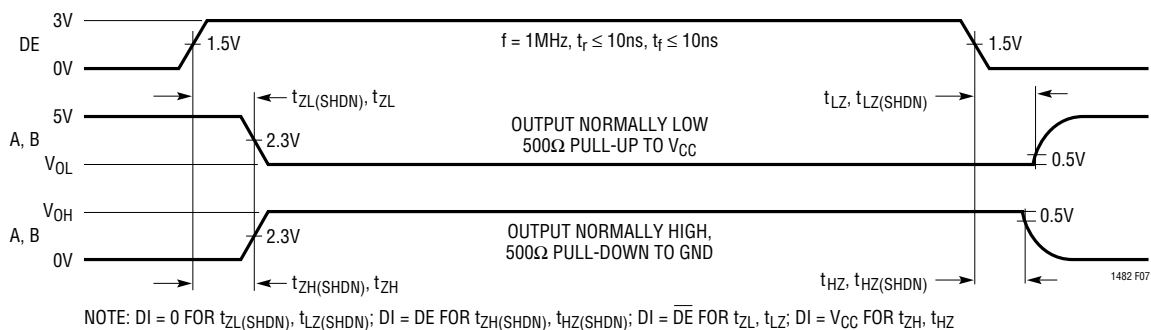 3V
DE
1.5V
f = 1MHz, tr ≤ 10ns, tf ≤ 10ns
1.5V
0V
tZL(SHDN), tZL
tLZ, tLZ(SHDN)
5V
A, B
2.3V
OUTPUT NORMALLY LOW
500Ω PULL-UP TO VCC
0.5V
VOL
VOH
A, B
2.3V
OUTPUT NORMALLY HIGH,
500Ω PULL-DOWN TO GND
0.5V
0V
tZH(SHDN), tZH
tHZ, tHZ(SHDN)
1482 F07
NOTE: DI = 0 FOR tZL(SHDN), tLZ(SHDN); DI = DE FOR tZH(SHDN), tHZ(SHDN); DI = D̅E̅ FOR tZL, tLZ; DI = VCC FOR tZH, tHZ